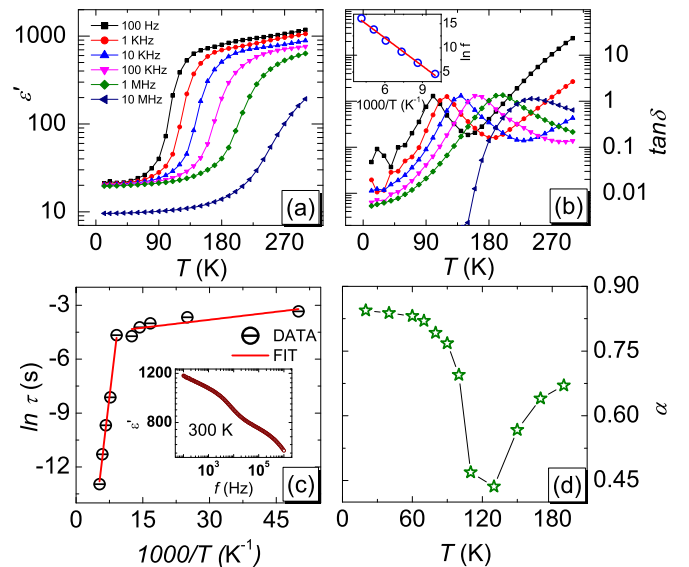 1000
100
10
ε'
100 Hz
1 KHz
10 KHz
100 KHz
1 MHz
10 MHz
(a)
0 90 180 270
T (K)
15
10
5
ln f
6 8
1000/T (K⁻¹)
10
1
0.1
0.01
tanδ
(b)
0 90 180 270
T (K)
-3
-6
-9
-12
ln τ (s)
DATA
FIT
1200
800
ε'
300 K
10³ 10⁵
f (Hz)
(c)
0 15 30 45
1000/T (K⁻¹)
0.90
0.75
0.60
0.45
α
(d)
0 60 120 180
T (K)